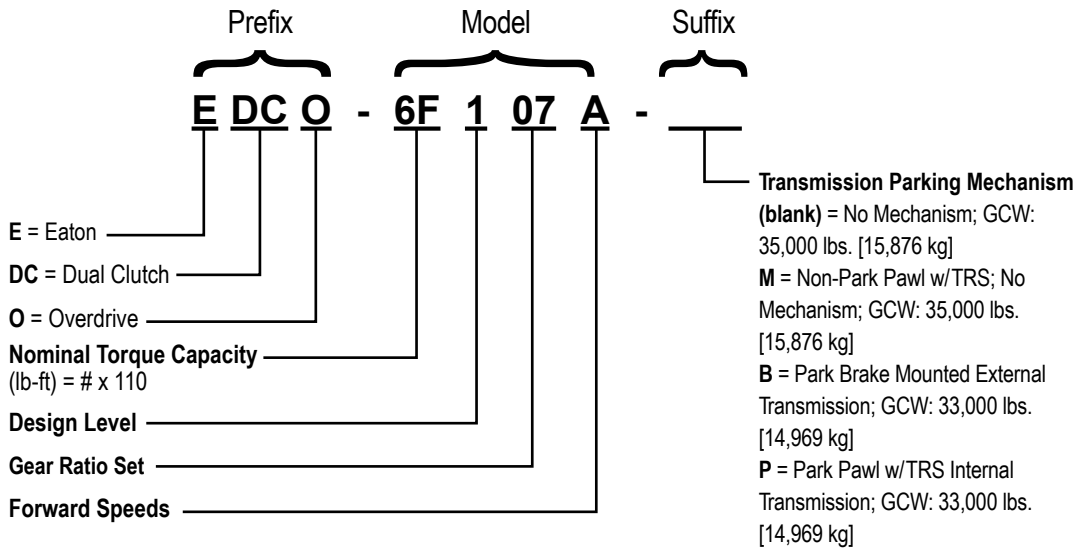 Prefix Model Suffix
E DC O - 6F 1 07 A -
E = Eaton
DC = Dual Clutch
O = Overdrive
Nominal Torque Capacity
(lb-ft) = # x 110
Design Level
Gear Ratio Set
Forward Speeds
Transmission Parking Mechanism
(blank) = No Mechanism; GCW:
35,000 lbs. [15,876 kg]
M = Non-Park Pawl w/TRS; No
Mechanism; GCW: 35,000 lbs.
[15,876 kg]
B = Park Brake Mounted External
Transmission; GCW: 33,000 lbs.
[14,969 kg]
P = Park Pawl w/TRS Internal
Transmission; GCW: 33,000 lbs.
[14,969 kg]